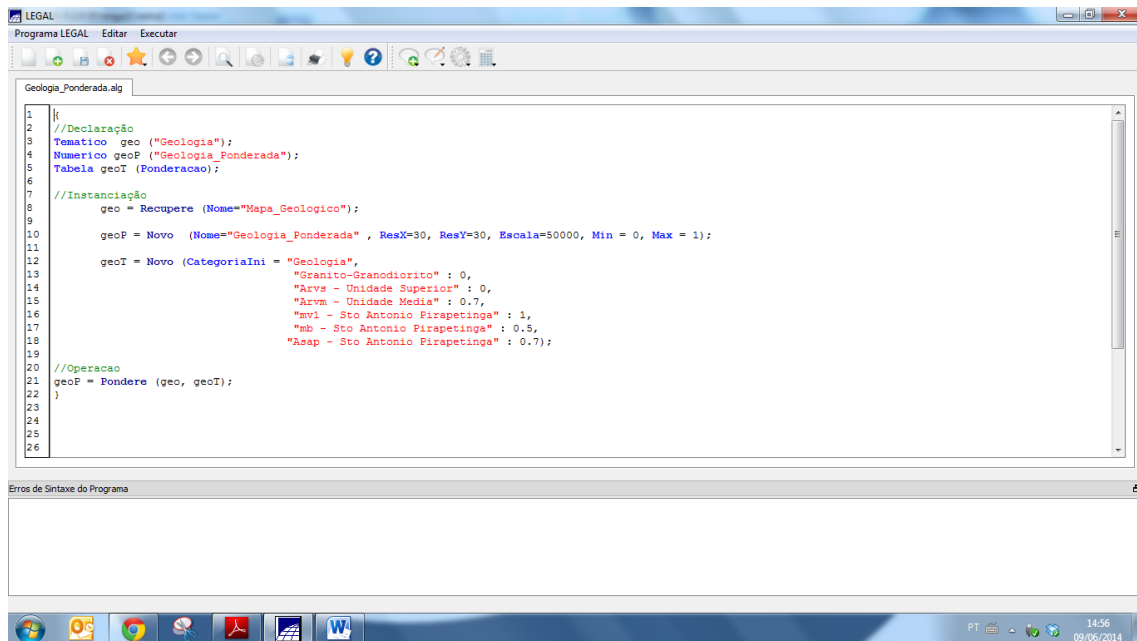 LEGAL
Programa LEGAL Editar Executar
Geologia_Ponderada.alg
1 {
2 //Declaração
3 Tematico geo ("Geologia");
4 Numerico geoP ("Geologia_Ponderada");
5 Tabela geoT (Ponderacao);
6
7 //Instanciação
8 geo = Recupere (Nome="Mapa_Geologico");
9
10 geoP = Novo (Nome="Geologia_Ponderada" , ResX=30, ResY=30, Escala=50000, Min = 0, Max = 1);
11
12 geoT = Novo (CategoriaIni = "Geologia",
13 "Granito-Granodiorito" : 0,
14 "Arvs - Unidade Superior" : 0,
15 "Arvm - Unidade Media" : 0.7,
16 "mv1 - Sto Antonio Pirapetinga" : 1,
17 "mb - Sto Antonio Pirapetinga" : 0.5,
18 "Asap - Sto Antonio Pirapetinga" : 0.7);
19
20 //Operacao
21 geoP = Pondere (geo, geoT);
22 }
23
24
25
26
Erros de Sintaxe do Programa
PT
14:56
09/06/2014